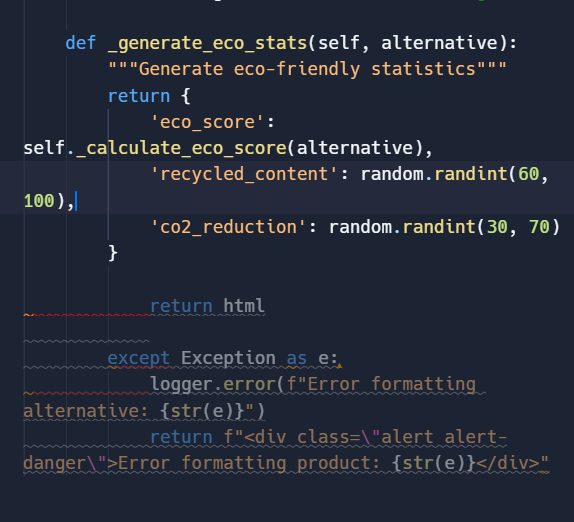 def _generate_eco_stats(self, alternative):
"""Generate eco-friendly statistics"""
return {
'eco_score':
self._calculate_eco_score(alternative),
'recycled_content': random.randint(60,
100),
'co2_reduction': random.randint(30, 70)
}
return html
except Exception as e:
logger.error(f"Error formatting
alternative: {str(e)}")
return f"<div class=\"alert alert-
danger\">Error formatting product: {str(e)}</div>"